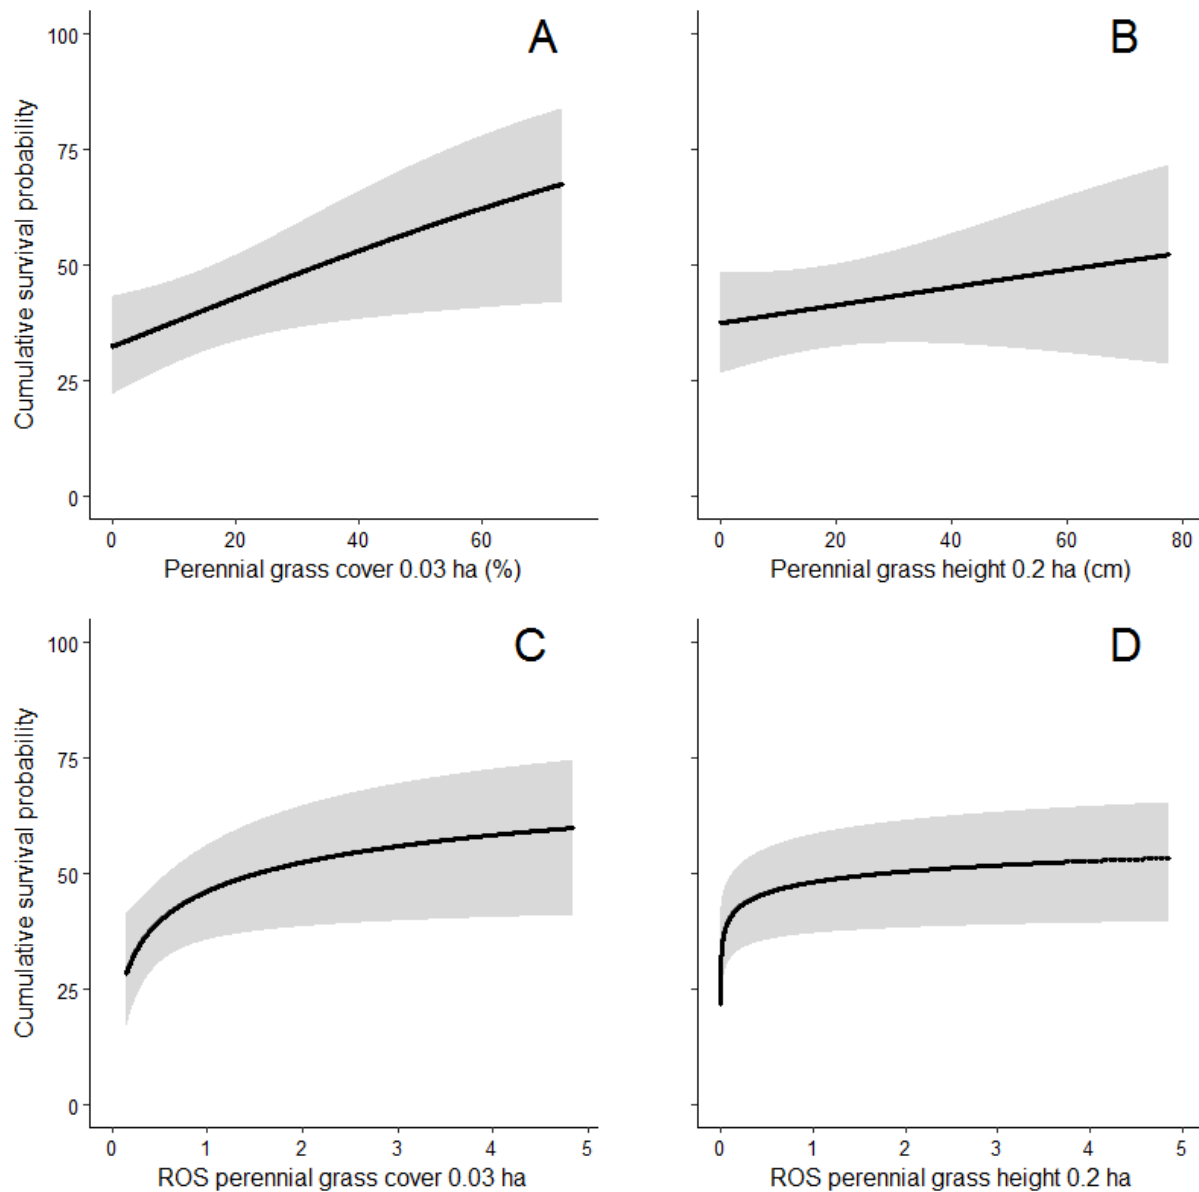 A
B
Cumulative survival probability
100
75
50
25
0
0 20 40 60
Perennial grass cover 0.03 ha (%)
0 20 40 60 80
Perennial grass height 0.2 ha (cm)
C
D
Cumulative survival probability
100
75
50
25
0
0 1 2 3 4 5
ROS perennial grass cover 0.03 ha
0 1 2 3 4 5
ROS perennial grass height 0.2 ha